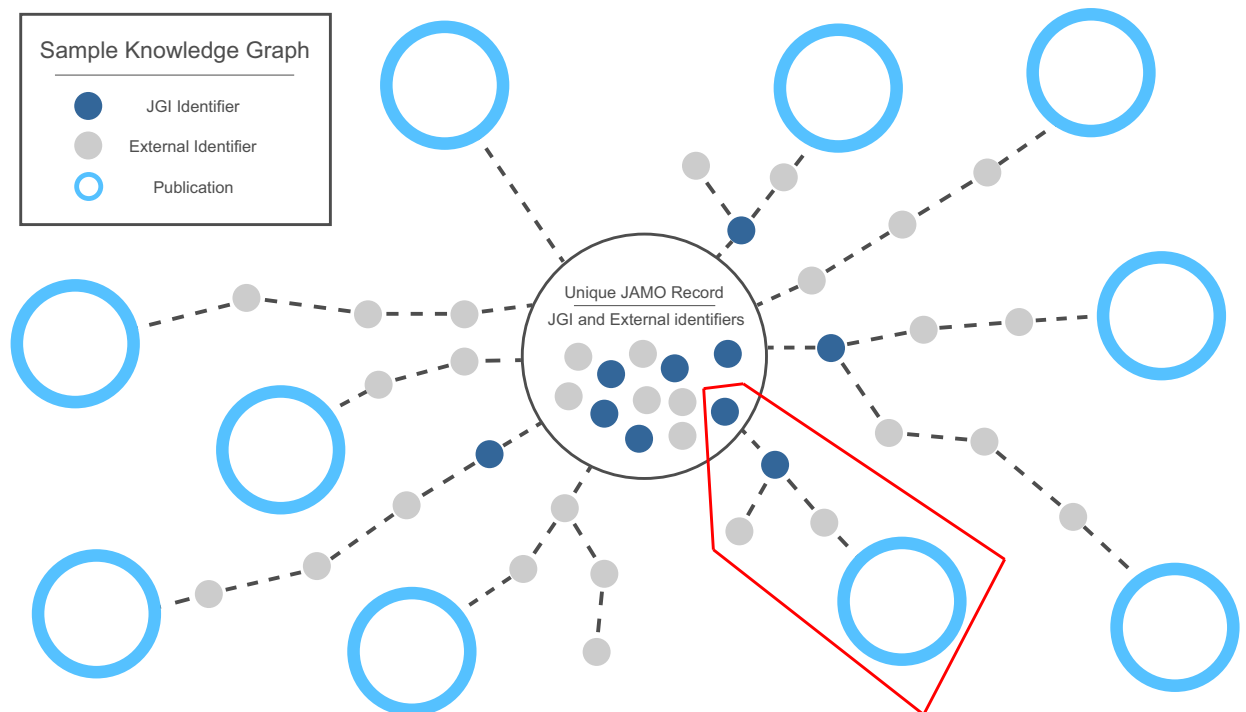 Sample Knowledge Graph
JGI Identifier
External Identifier
Publication
Unique JAMO Record
JGI and External identifiers